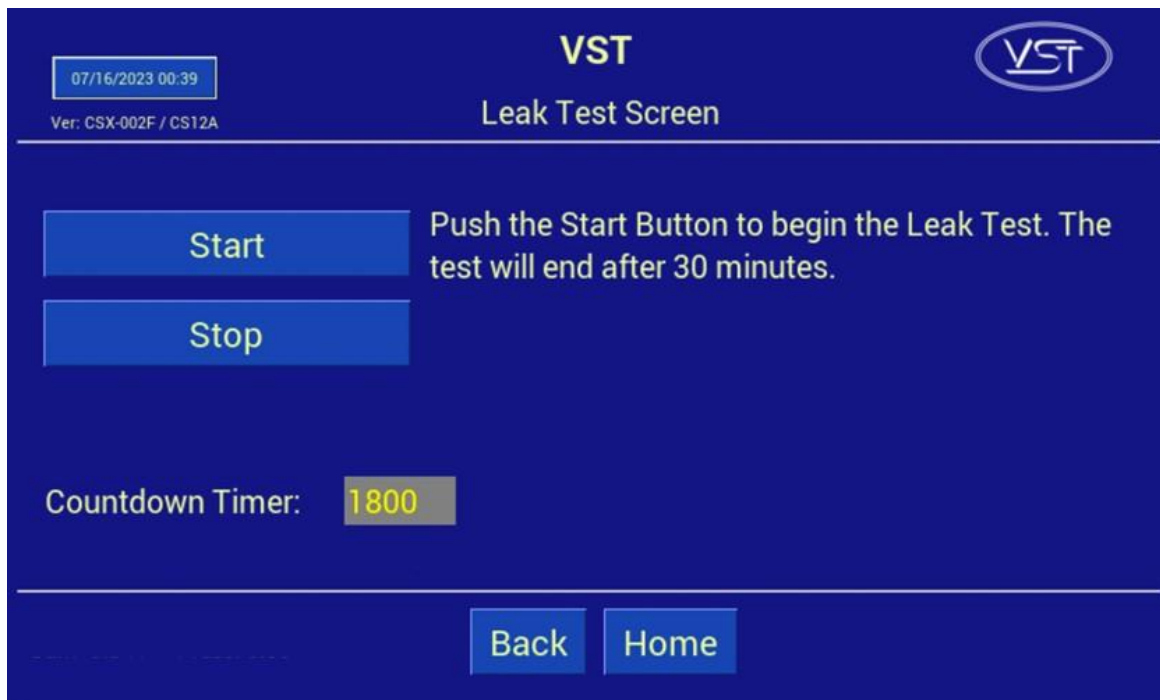 VST
VST
07/16/2023 00:39
Ver: CSX-002F / CS12A
Leak Test Screen
Start
Push the Start Button to begin the Leak Test. The
test will end after 30 minutes.
Stop
Countdown Timer: 1800
Back Home